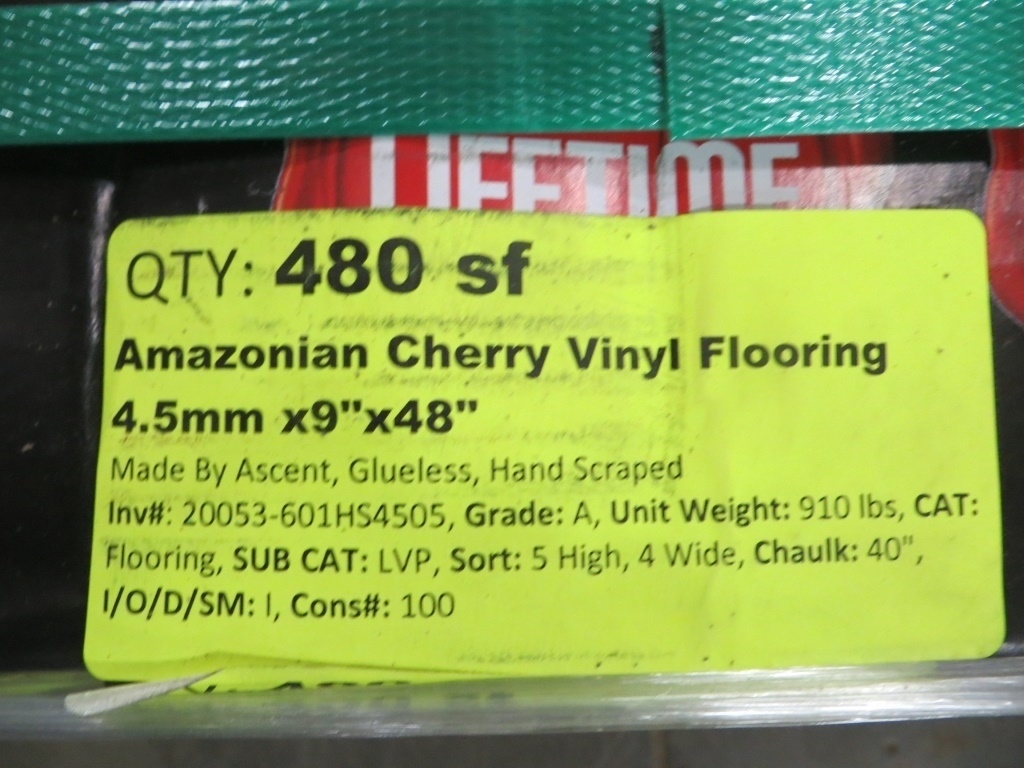 LIFETIME
QTY: 480 sf
Amazonian Cherry Vinyl Flooring
4.5mm x9"x48"
Made By Ascent, Glueless, Hand Scraped
Inv#: 20053-601HS4505, Grade: A, Unit Weight: 910 lbs, CAT:
Flooring, SUB CAT: LVP, Sort: 5 High, 4 Wide, Chaulk: 40",
I/O/D/SM: I, Cons#: 100